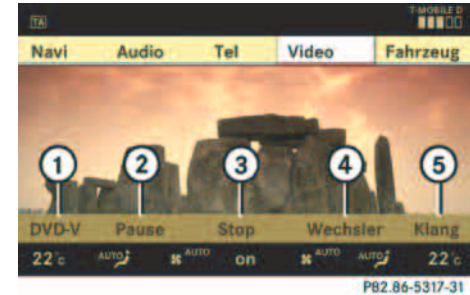 T-MOBILE D
TA
Navi Audio Tel Video Fahrzeug
1 2 3 4 5
DVD-V Pause Stop Wechsler Klang
22°c AUTO AUTO on AUTO AUTO 22°c
P82.86-5317-31